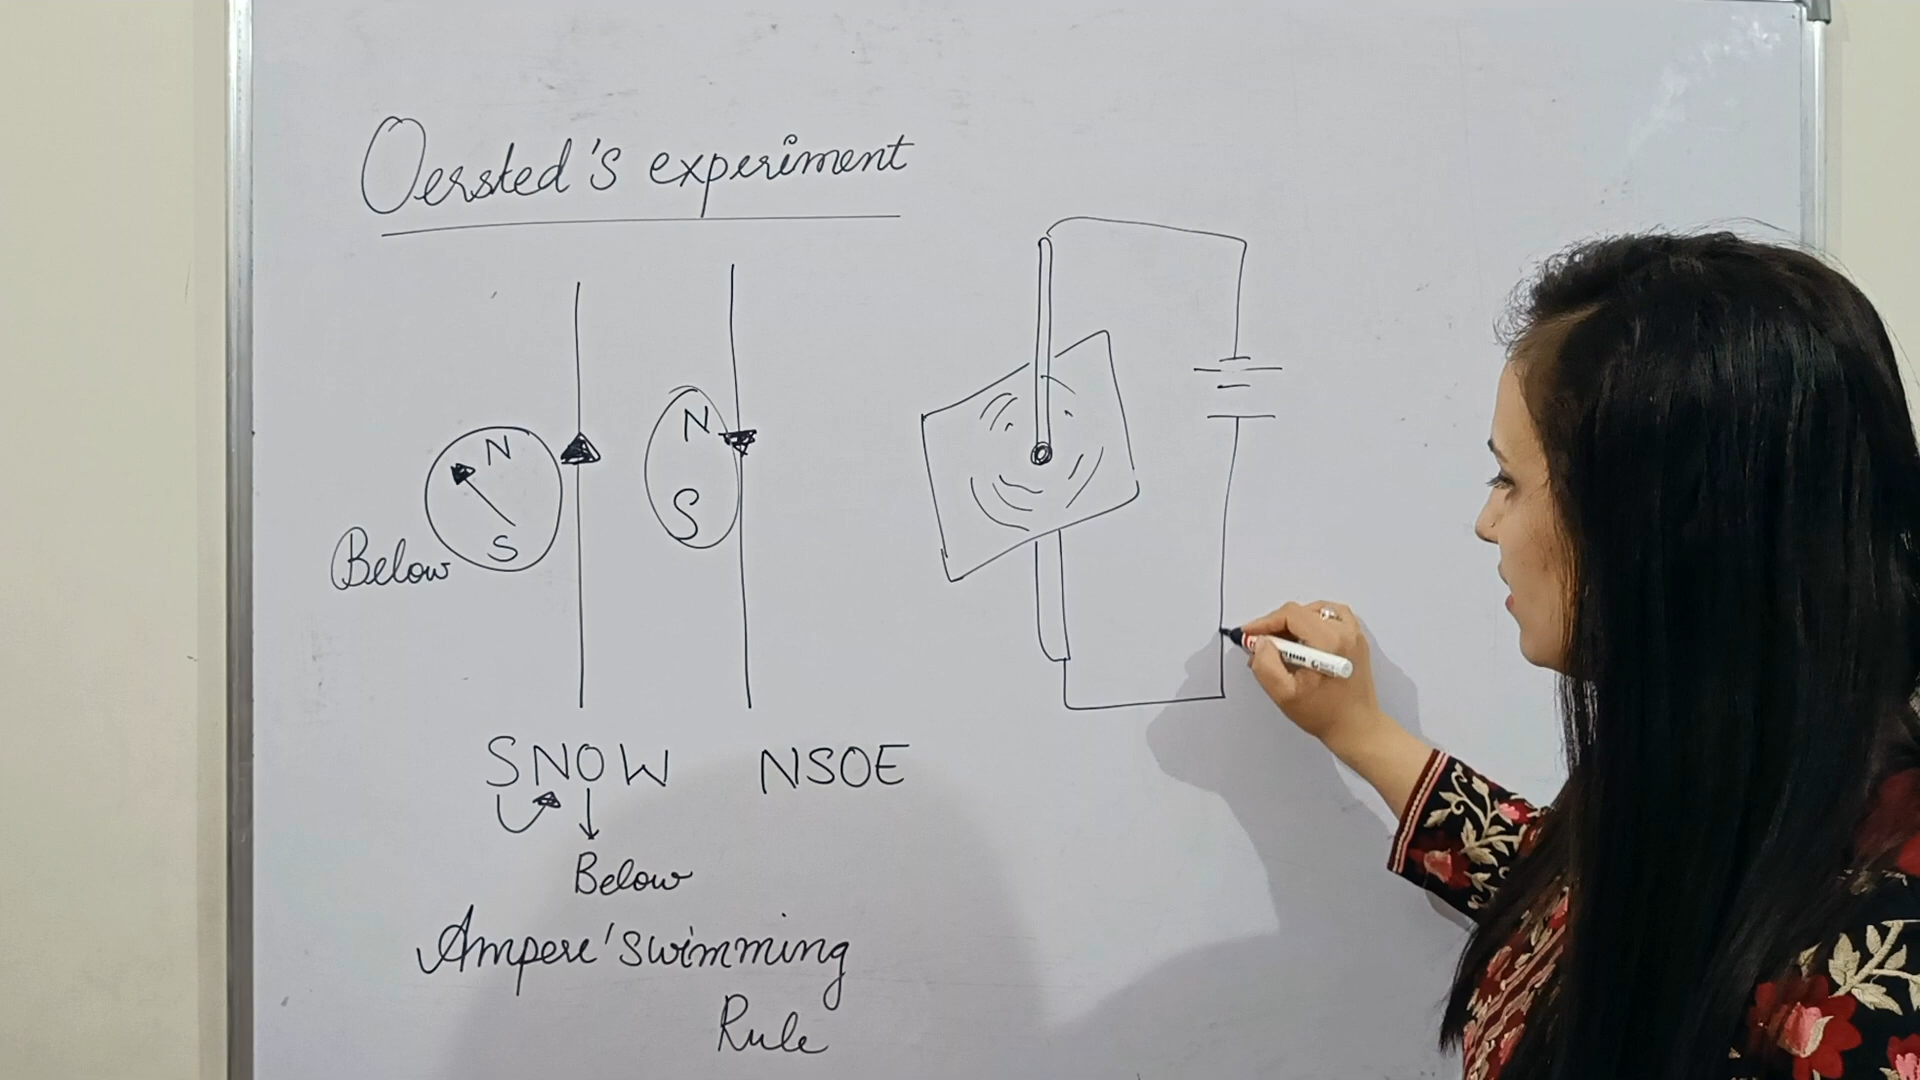 Oersted's experiment
N
S
N
S
Below
SNOW NSOE
Below
Ampere'swimming
Rule